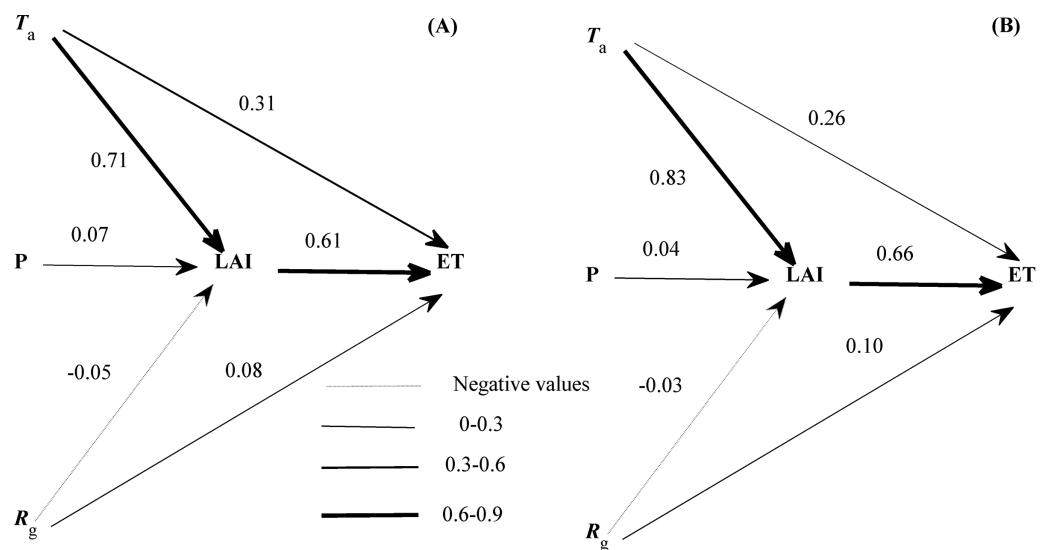 (A)
Ta
0.31
0.71
0.07
0.61
P
LAI
ET
-0.05
0.08
Rg
(B)
Ta
0.26
0.83
0.04
0.66
P
LAI
ET
-0.03
0.10
Rg
Negative values
0-0.3
0.3-0.6
0.6-0.9